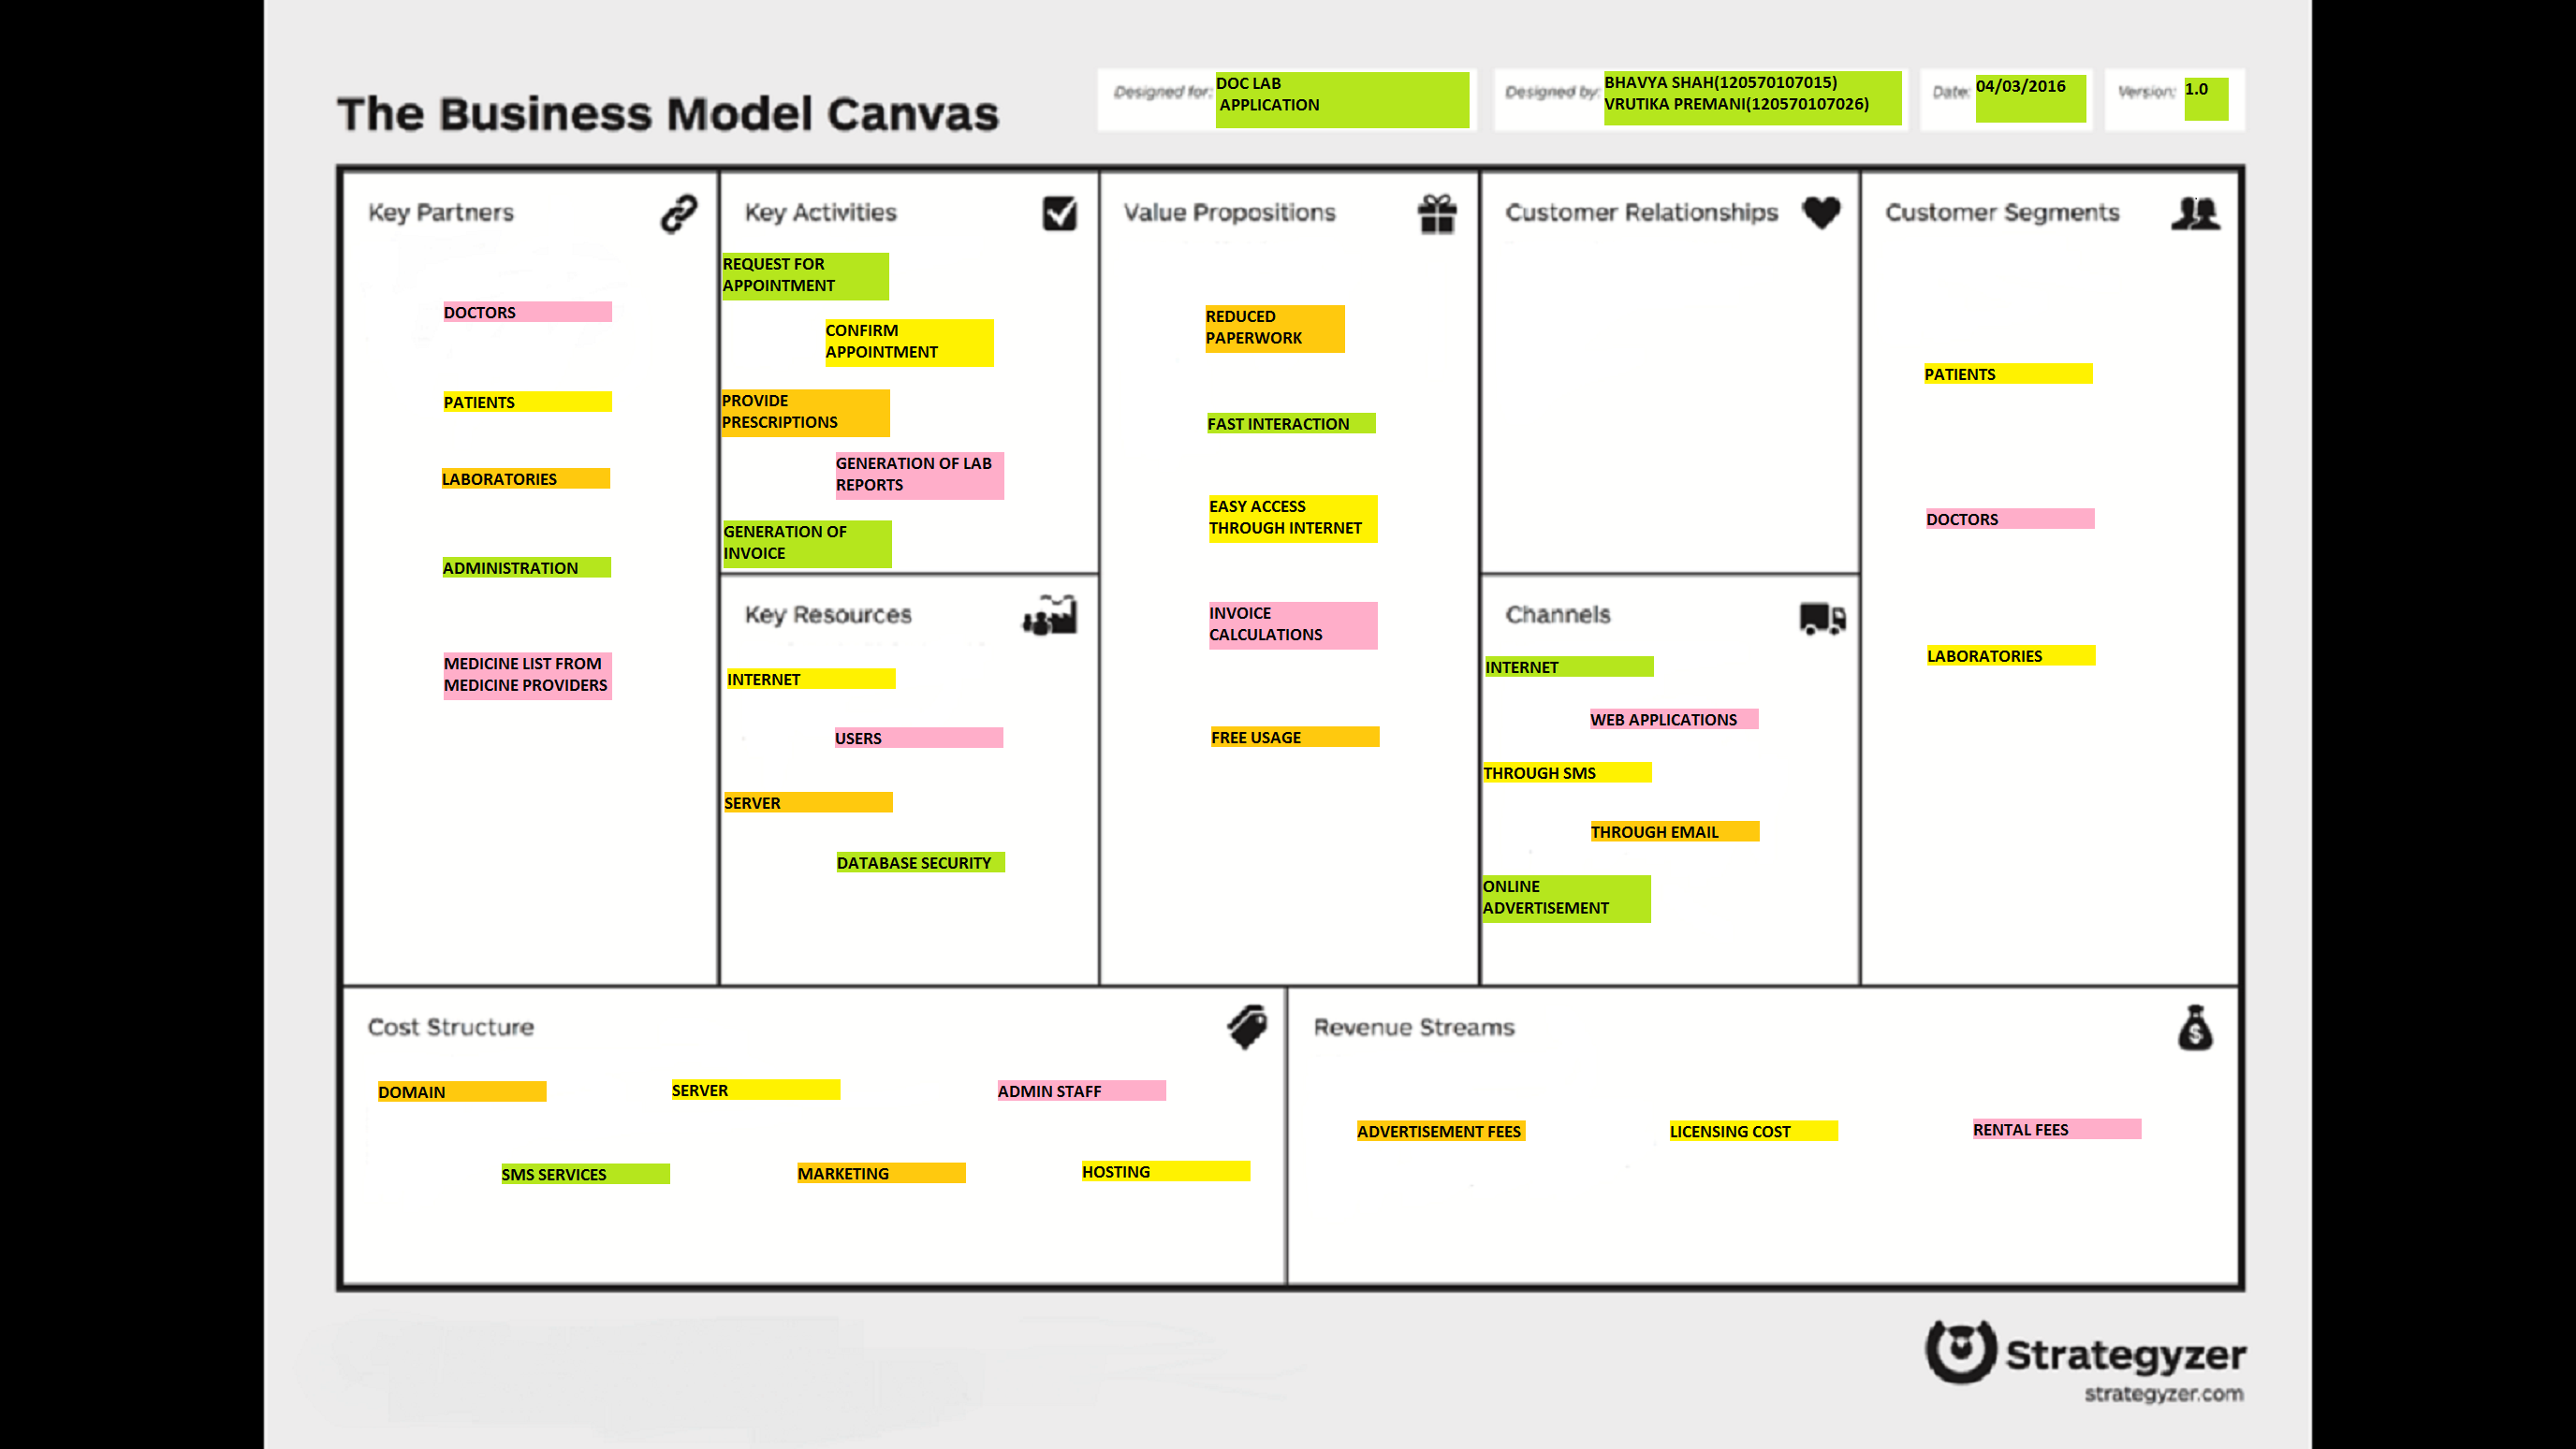 The Business Model Canvas
Designed for: DOC LAB
APPLICATION
Designed by: BHAVYA SHAH(120570107015)
VRUTIKA PREMANI(120570107026)
Date: 04/03/2016
Version: 1.0
Key Partners
DOCTORS
PATIENTS
LABORATORIES
ADMINISTRATION
MEDICINE LIST FROM
MEDICINE PROVIDERS
Key Activities
REQUEST FOR
APPOINTMENT
CONFIRM
APPOINTMENT
PROVIDE
PRESCRIPTIONS
GENERATION OF LAB
REPORTS
GENERATION OF
INVOICE
Key Resources
INTERNET
USERS
SERVER
DATABASE SECURITY
Value Propositions
REDUCED
PAPERWORK
FAST INTERACTION
EASY ACCESS
THROUGH INTERNET
INVOICE
CALCULATIONS
FREE USAGE
Customer Relationships
Channels
INTERNET
WEB APPLICATIONS
THROUGH SMS
THROUGH EMAIL
ONLINE
ADVERTISEMENT
Customer Segments
PATIENTS
DOCTORS
LABORATORIES
Cost Structure
DOMAIN
SERVER
ADMIN STAFF
SMS SERVICES
MARKETING
HOSTING
Revenue Streams
ADVERTISEMENT FEES
LICENSING COST
RENTAL FEES
$
Strategyzer
strategyzer.com